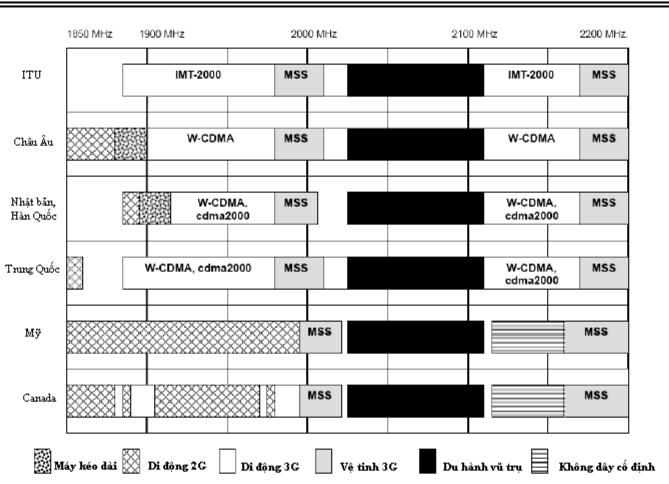 1850 MHz 1900 MHz 2000 MHz 2100 MHz 2200 MHz.
ITU IMT-2000 MSS IMT-2000 MSS
Châu Âu W-CDMA MSS W-CDMA MSS
Nhật bản,
Hàn Quốc
W-CDMA,
cdma2000
MSS
W-CDMA,
cdma2000
MSS
Trung Quốc W-CDMA, cdma2000 MSS
W-CDMA,
cdma2000
MSS
Mỹ MSS MSS
Canada MSS MSS
Máy kéo dài Di động 2G Di động 3G Vệ tinh 3G Du hành vũ trụ Không dây cố định